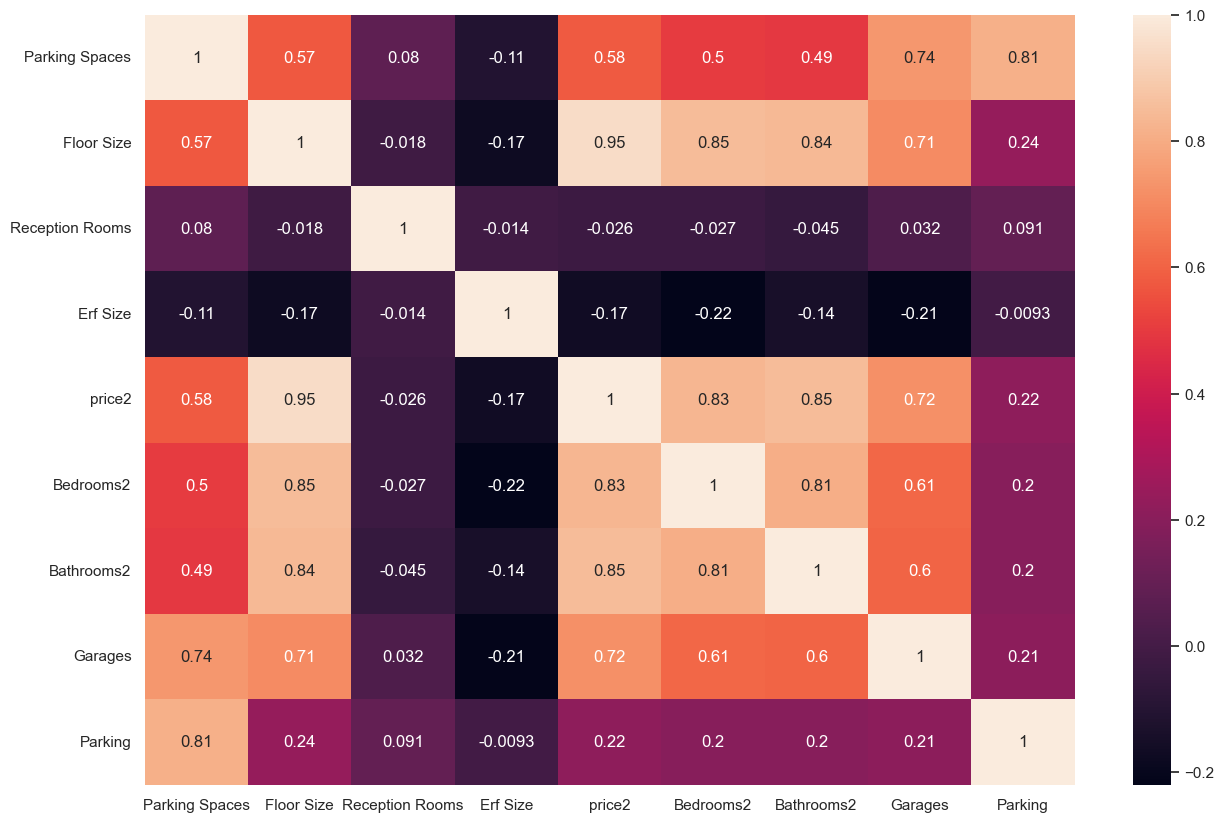 Parking Spaces 1 0.57 0.08 -0.11 0.58 0.5 0.49 0.74 0.81
Floor Size 0.57 1 -0.018 -0.17 0.95 0.85 0.84 0.71 0.24
Reception Rooms 0.08 -0.018 1 -0.014 -0.026 -0.027 -0.045 0.032 0.091
Erf Size -0.11 -0.17 -0.014 1 -0.17 -0.22 -0.14 -0.21 -0.0093
price2 0.58 0.95 -0.026 -0.17 1 0.83 0.85 0.72 0.22
Bedrooms2 0.5 0.85 -0.027 -0.22 0.83 1 0.81 0.61 0.2
Bathrooms2 0.49 0.84 -0.045 -0.14 0.85 0.81 1 0.6 0.2
Garages 0.74 0.71 0.032 -0.21 0.72 0.61 0.6 1 0.21
Parking 0.81 0.24 0.091 -0.0093 0.22 0.2 0.2 0.21 1
Parking Spaces Floor Size Reception Rooms Erf Size price2 Bedrooms2 Bathrooms2 Garages Parking
1.0
0.8
0.6
0.4
0.2
0.0
−0.2